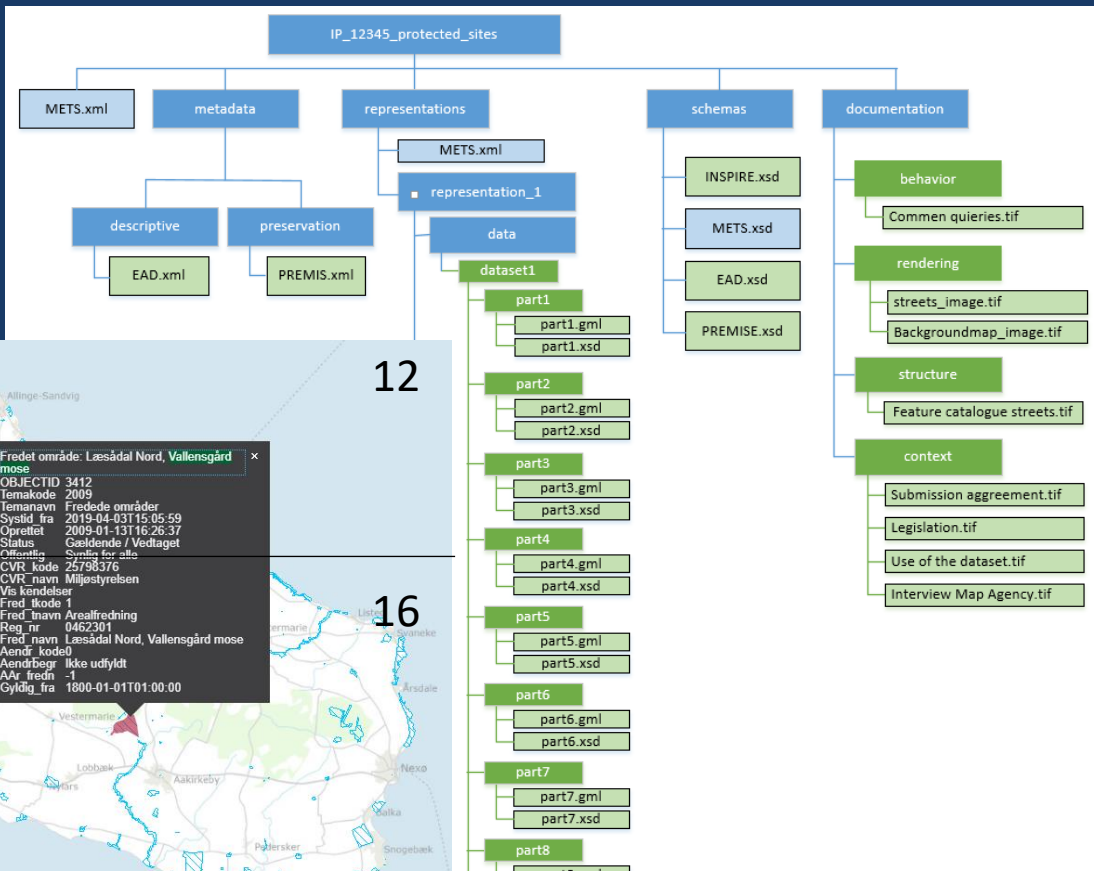 IP_12345_protected_sites
METS.xml
metadata
representations
schemas
documentation
METS.xml
representation_1
data
descriptive
preservation
EAD.xml
PREMIS.xml
dataset1
part1
part1.gml
part1.xsd
part2
part2.gml
part2.xsd
part3
part3.gml
part3.xsd
part4
part4.gml
part4.xsd
part5
part5.gml
part5.xsd
part6
part6.gml
part6.xsd
part7
part7.gml
part7.xsd
part8
INSPIRE.xsd
METS.xsd
EAD.xsd
PREMISE.xsd
behavior
Commen quieries.tif
rendering
streets_image.tif
Backgroundmap_image.tif
structure
Feature catalogue streets.tif
context
Submission aggreement.tif
Legislation.tif
Use of the dataset.tif
Interview Map Agency.tif
12
16
Allinge-Sandvig
Fredet område: Læsådal Nord, Vallensgård ×
mose
OBJECTID 3412
Temakode 2009
Temanavn Fredede områder
Systid_fra 2019-04-03T15:05:59
Oprettet 2009-01-13T16:26:37
Status Gældende / Vedtaget
Offentlig Synlig for alle
CVR_kode 25798376
CVR_navn Miljøstyrelsen
Vis kendelser
Fred_tkode 1
Fred_tnavn Arealfredning
Reg_nr 0462301
Fred_navn Læsådal Nord, Vallensgård mose
Aendr_kode0
Aendrbegr Ikke udfyldt
AAr_fredn -1
Gyldig_fra 1800-01-01T01:00:00
ermarie
Listed
Svaneke
Årsdale
Vestermarie
Lobbæk
Nylars
Aakirkeby
Nexø
Balka
Pedersker
Snogebæk